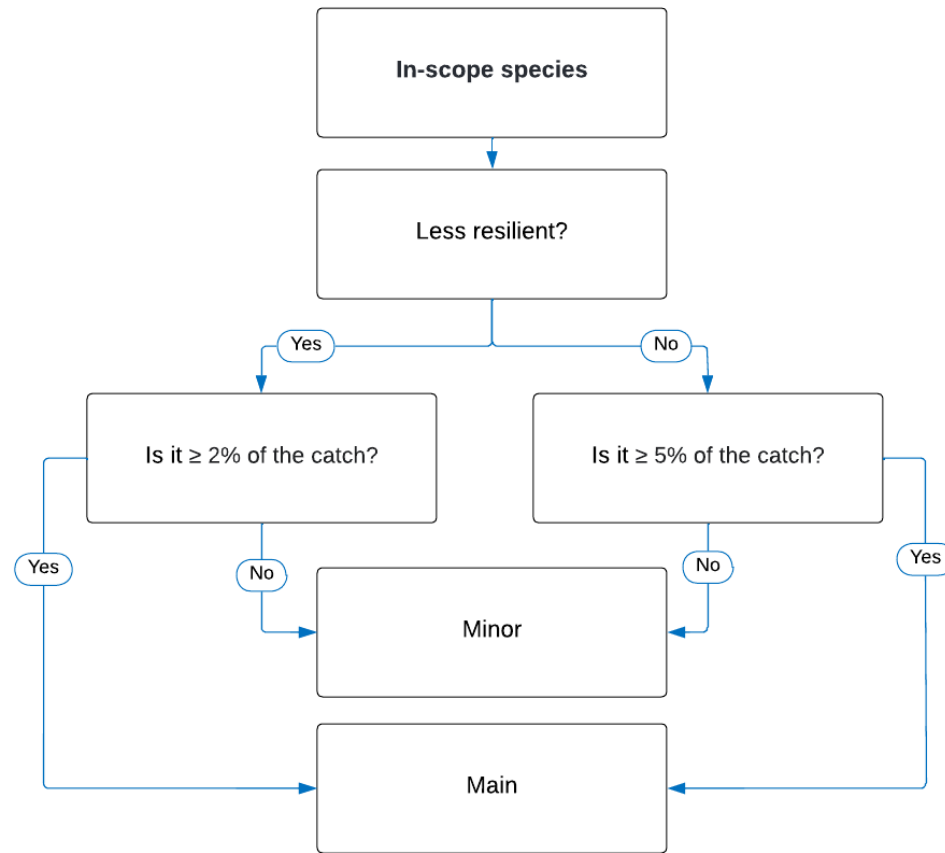 In-scope species
Less resilient?
Yes
No
Is it ≥ 2% of the catch?
Is it ≥ 5% of the catch?
Yes
No
No
Yes
Minor
Main